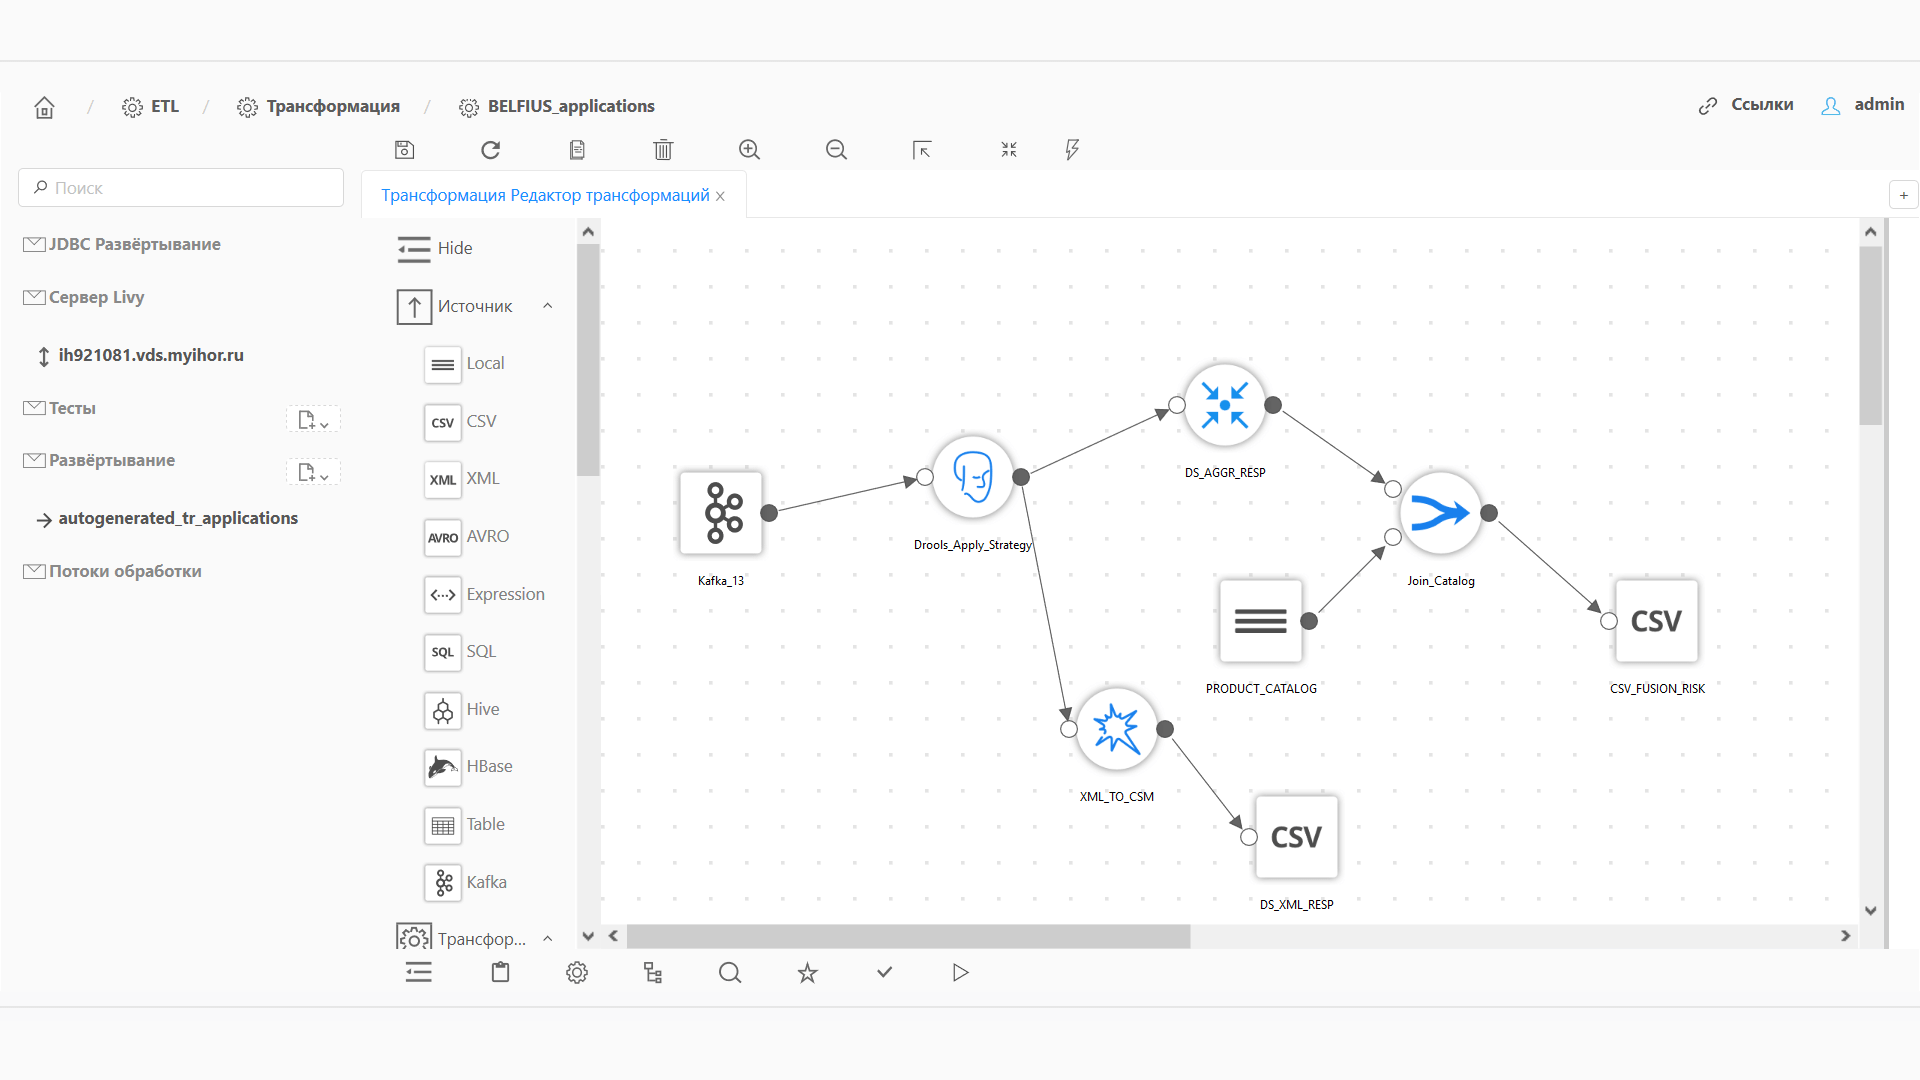 ETL
Трансформация
BELFIUS_applications
Ссылки
admin
Поиск
JDBC Развёртывание
Сервер Livy
ih921081.vds.myihor.ru
Тесты
Развёртывание
autogenerated_tr_applications
Потоки обработки
Трансформация Редактор трансформаций
Hide
Источник
Local
CSV CSV
XML XML
AVRO AVRO
Expression
SQL SQL
Hive
HBase
Table
Kafka
Трансфор...
DS_AGGR_RESP
Drools_Apply_Strategy
Kafka_13
Join_Catalog
CSV
PRODUCT_CATALOG
CSV_FUSION_RISK
XML_TO_CSM
CSV
DS_XML_RESP